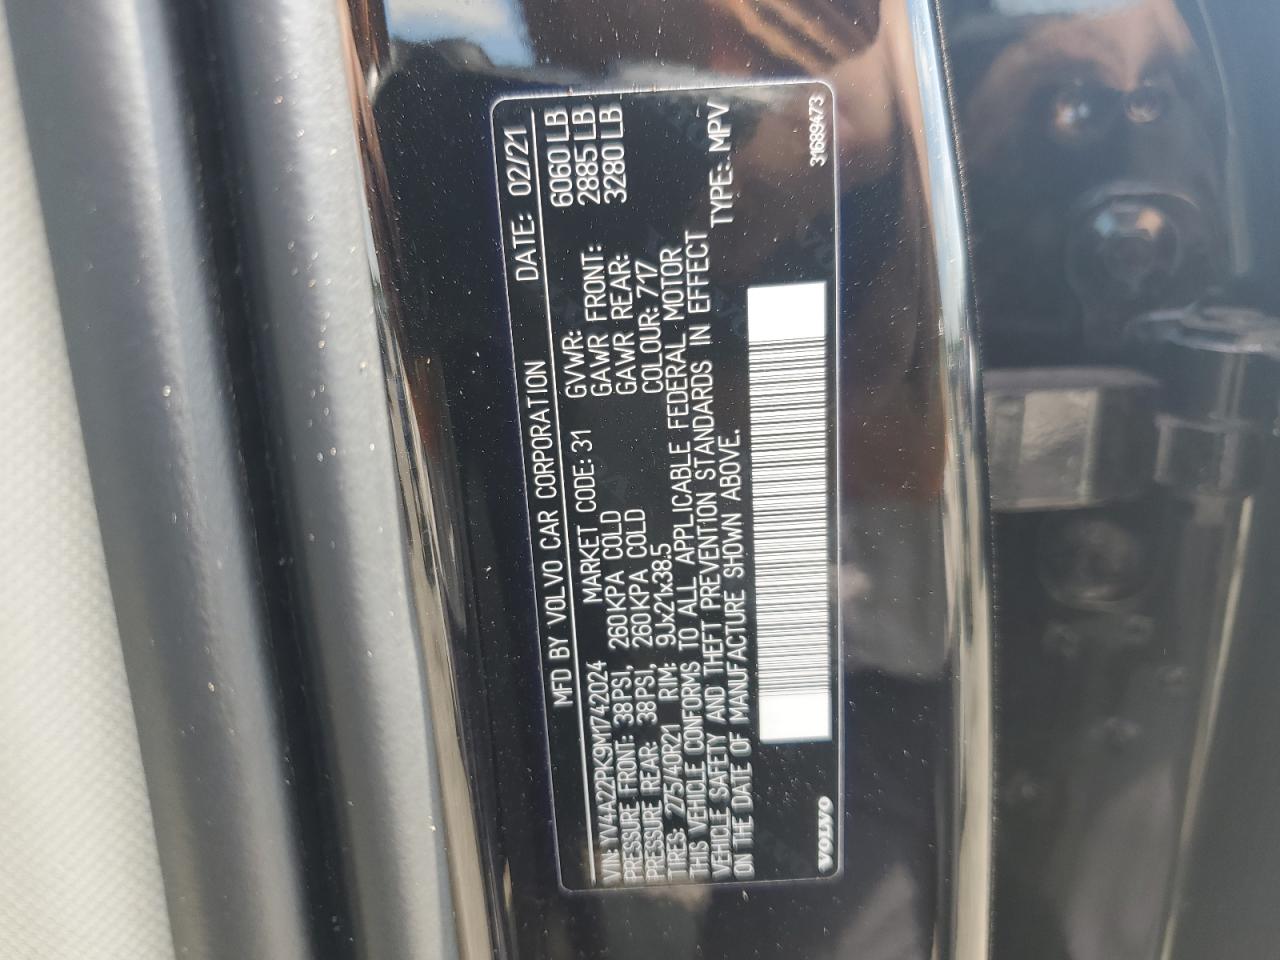 MFD BY VOLVO CAR CORPORATION DATE: 02/21
MARKET CODE: 31 GVWR: 6060 LB
VIN: YV4A22PK9M1742024 GAWR FRONT: 2885 LB
PRESSURE FRONT: 38PSI, 260KPA COLD GAWR REAR: 3280 LB
PRESSURE REAR: 38PSI, 260KPA COLD COLOUR: 717
TIRES: 275/40R21 RIM: 9Jx21x38.5
THIS VEHICLE CONFORMS TO ALL APPLICABLE FEDERAL MOTOR
VEHICLE SAFETY AND THEFT PREVENTION STANDARDS IN EFFECT
ON THE DATE OF MANUFACTURE SHOWN ABOVE. TYPE: MPV
VOLVO 31689473